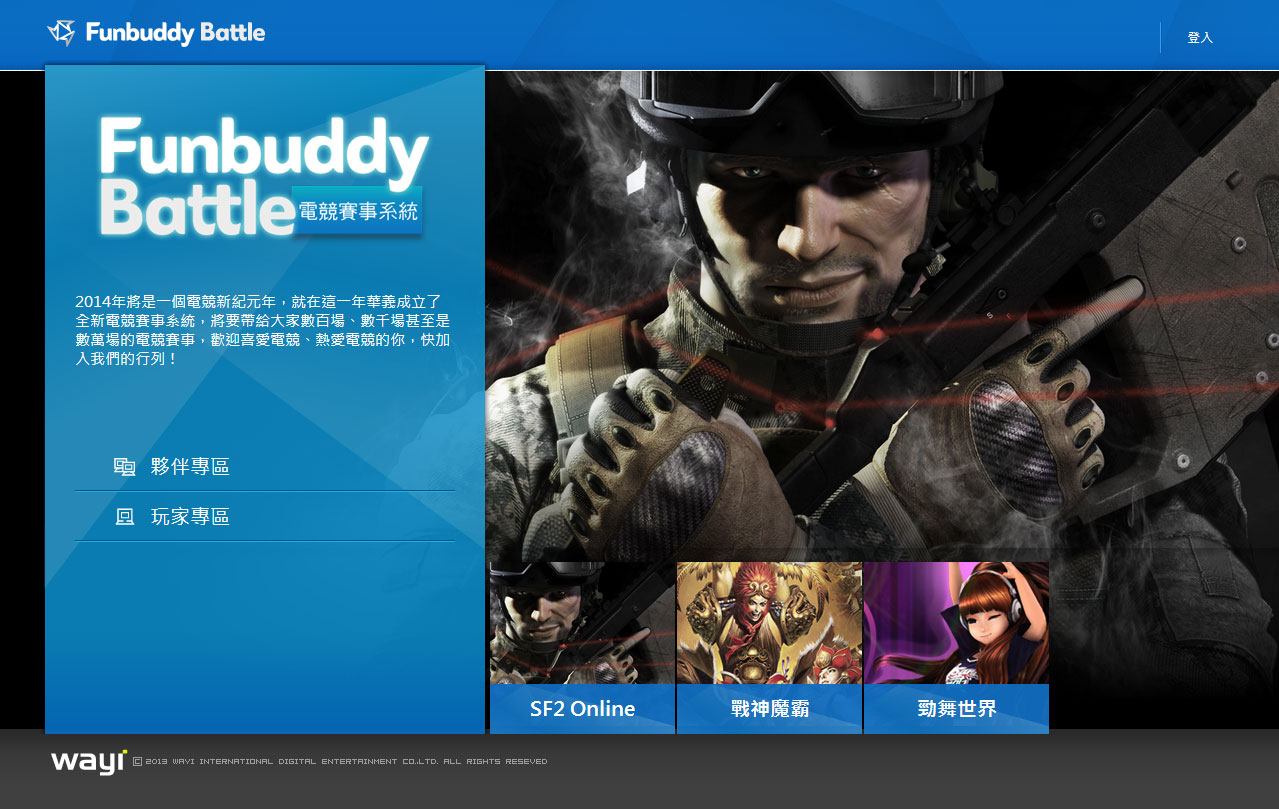 Funbuddy Battle
登入
Funbuddy
Battle 電競賽事系統
2014年將是一個電競新紀元年，就在這一年華義成立了
全新電競賽事系統，將要帶給大家數百場、數千場甚至是
數萬場的電競賽事，歡迎喜愛電競、熱愛電競的你，快加
入我們的行列！
夥伴專區
玩家專區
SF2 Online
戰神魔霸
勁舞世界
wayi © 2013 WAYI INTERNATIONAL DIGITAL ENTERTAINMENT CO.,LTD. ALL RIGHTS RESEVED